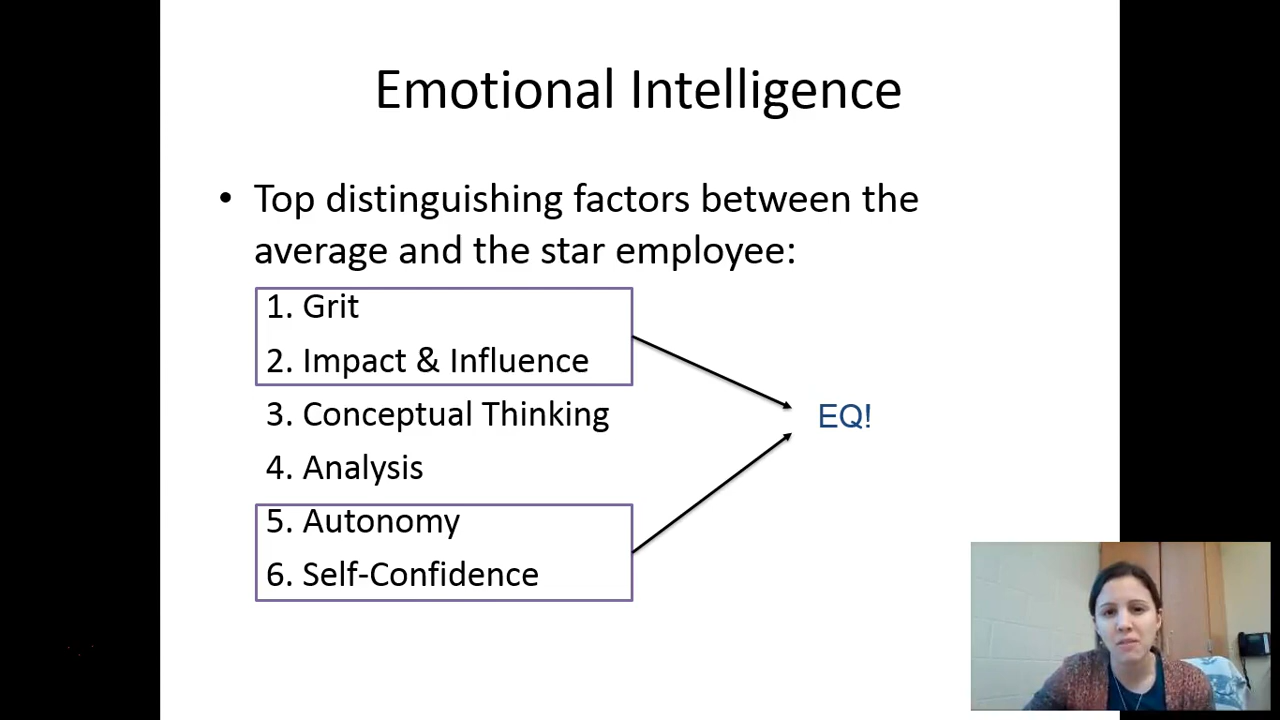 Emotional Intelligence
• Top distinguishing factors between the
average and the star employee:
1. Grit
2. Impact & Influence
3. Conceptual Thinking
EQ!
4. Analysis
5. Autonomy
6. Self-Confidence